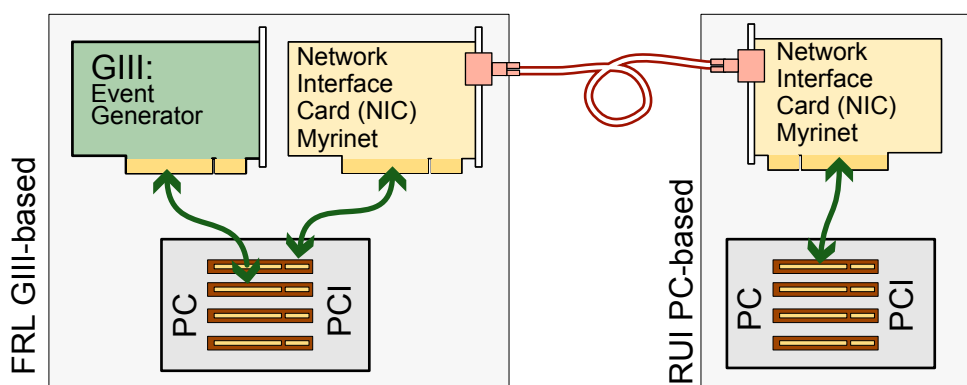 GIII:
Event
Generator
Network
Interface
Card (NIC)
Myrinet
Network
Interface
Card (NIC)
Myrinet
FRL GIII-based
PC
PCI
RUI PC-based
PC
PCI